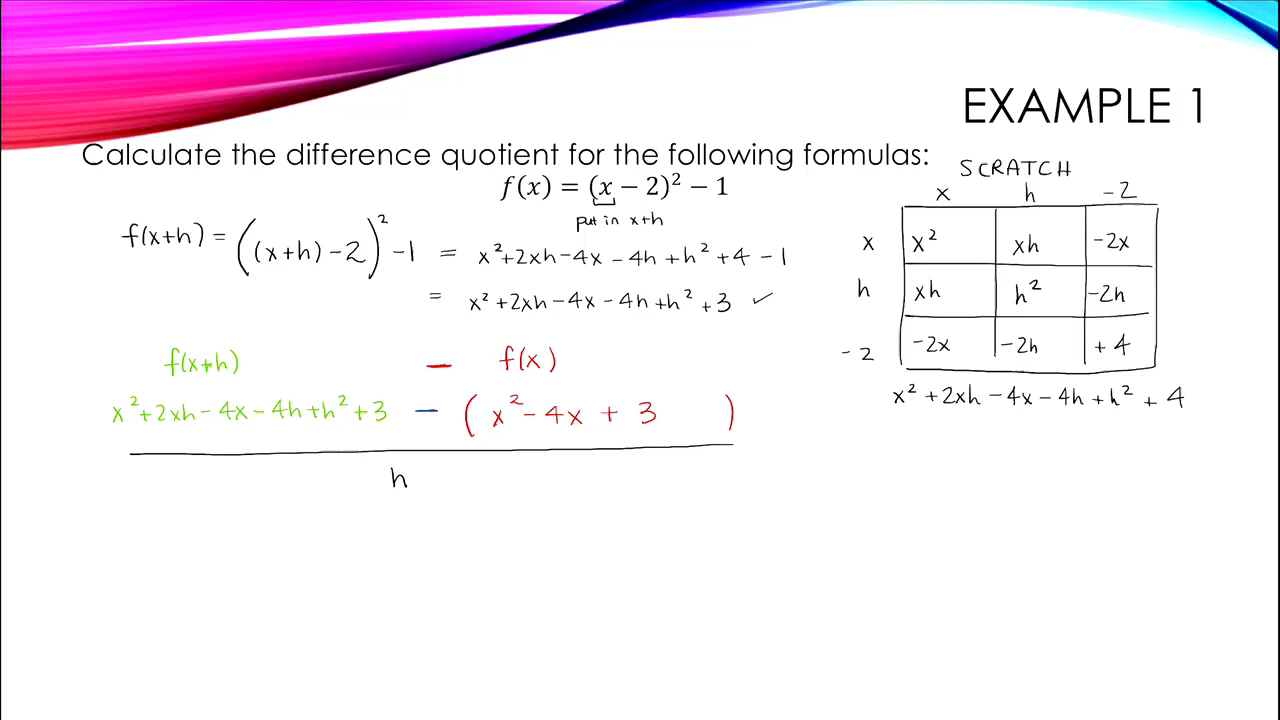 EXAMPLE 1
Calculate the difference quotient for the following formulas:
f(x) = (x − 2)² − 1
put in x+h
f(x+h) = ((x+h) -2)² -1 = x²+2xh-4x-4h+h²+4-1
= x²+2xh-4x-4h+h²+3 ✓
f(x+h) - f(x)
x²+2xh-4x-4h+h²+3 - (x²-4x+3)
h
SCRATCH
x h -2
x x² xh -2x
h xh h² -2h
-2 -2x -2h +4
x²+2xh-4x-4h+h²+4